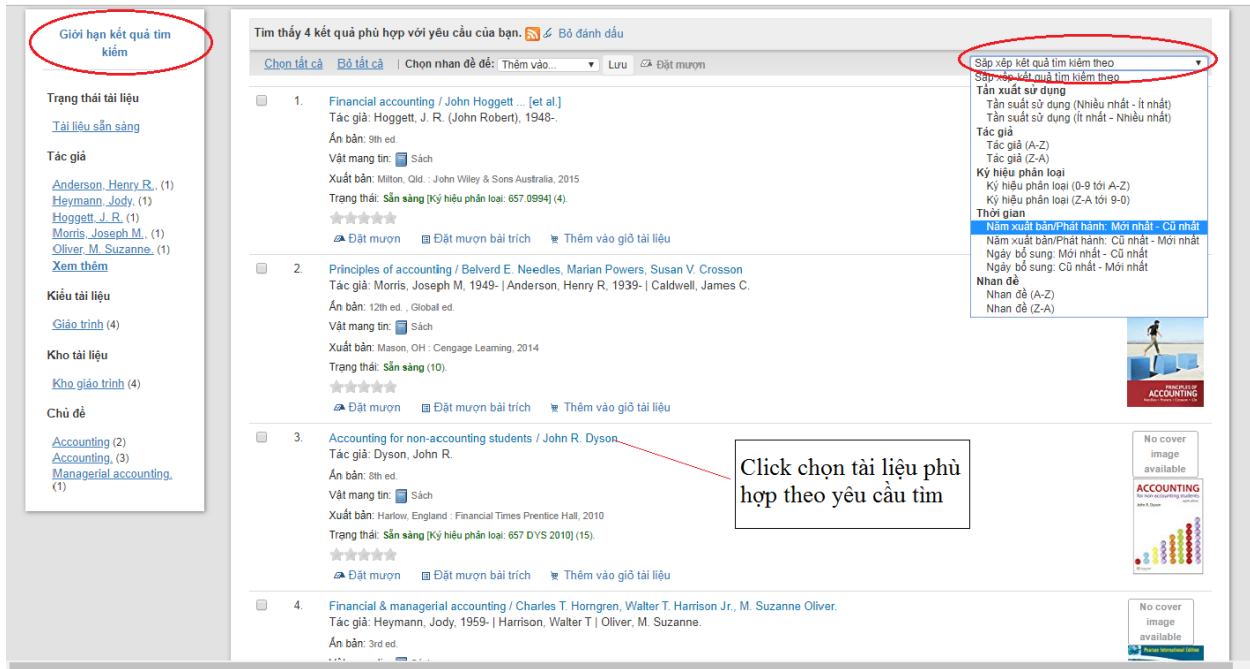 Giới hạn kết quả tìm
kiếm
Trạng thái tài liệu
Tài liệu sẵn sàng
Tác giả
Anderson, Henry R., (1)
Heymann, Jody, (1)
Hoggett, J. R. (1)
Morris, Joseph M., (1)
Oliver, M. Suzanne. (1)
Xem thêm
Kiểu tài liệu
Giáo trình (4)
Kho tài liệu
Kho giáo trình (4)
Chủ đề
Accounting (2)
Accounting. (3)
Managerial accounting.
(1)
Tìm thấy 4 kết quả phù hợp với yêu cầu của bạn. Bỏ đánh dấu
Chọn tất cả Bỏ tất cả | Chọn nhan đề để: Thêm vào... Lưu Đặt mượn
Sắp xếp kết quả tìm kiếm theo
Sắp xếp kết quả tìm kiếm theo
Tần xuất sử dụng
Tần suất sử dụng (Nhiều nhất - Ít nhất)
Tần suất sử dụng (Ít nhất - Nhiều nhất)
Tác giả
Tác giả (A-Z)
Tác giả (Z-A)
Ký hiệu phân loại
Ký hiệu phân loại (0-9 tới A-Z)
Ký hiệu phân loại (Z-A tới 9-0)
Thời gian
Năm xuất bản/Phát hành: Mới nhất - Cũ nhất
Năm xuất bản/Phát hành: Cũ nhất - Mới nhất
Ngày bổ sung: Mới nhất - Cũ nhất
Ngày bổ sung: Cũ nhất - Mới nhất
Nhan đề
Nhan đề (A-Z)
Nhan đề (Z-A)
1. Financial accounting / John Hoggett ... [et al.]
Tác giả: Hoggett, J. R. (John Robert), 1948-.
Ấn bản: 9th ed.
Vật mang tin: Sách
Xuất bản: Milton, Qld. : John Wiley & Sons Australia, 2015
Trạng thái: Sẵn sàng [Ký hiệu phân loại: 657.0994] (4).
Đặt mượn Đặt mượn bài trích Thêm vào giỏ tài liệu
2. Principles of accounting / Belverd E. Needles, Marian Powers, Susan V. Crosson
Tác giả: Morris, Joseph M, 1949- | Anderson, Henry R, 1939- | Caldwell, James C.
Ấn bản: 12th ed. , Global ed.
Vật mang tin: Sách
Xuất bản: Mason, OH : Cengage Learning, 2014
Trạng thái: Sẵn sàng (10).
Đặt mượn Đặt mượn bài trích Thêm vào giỏ tài liệu
PRINCIPLES OF
ACCOUNTING
3. Accounting for non-accounting students / John R. Dyson
Tác giả: Dyson, John R.
Ấn bản: 8th ed.
Vật mang tin: Sách
Xuất bản: Harlow, England : Financial Times Prentice Hall, 2010
Trạng thái: Sẵn sàng [Ký hiệu phân loại: 657 DYS 2010] (15).
Đặt mượn Đặt mượn bài trích Thêm vào giỏ tài liệu
Click chọn tài liệu phù
hợp theo yêu cầu tìm
No cover
image
available
ACCOUNTING
for non-accounting students
John R. Dyson
4. Financial & managerial accounting / Charles T. Horngren, Walter T. Harrison Jr., M. Suzanne Oliver.
Tác giả: Heymann, Jody, 1959- | Harrison, Walter T | Oliver, M. Suzanne.
Ấn bản: 3rd ed.
No cover
image
available
Pearson International Edition